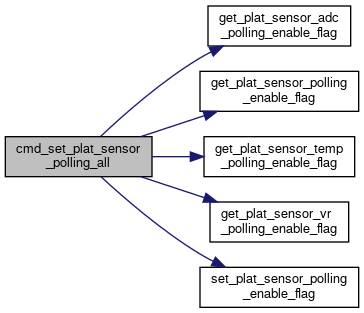 get_plat_sensor_adc
_polling_enable_flag
get_plat_sensor_polling
_enable_flag
cmd_set_plat_sensor
_polling_all
get_plat_sensor_temp
_polling_enable_flag
get_plat_sensor_vr
_polling_enable_flag
set_plat_sensor_polling
_enable_flag